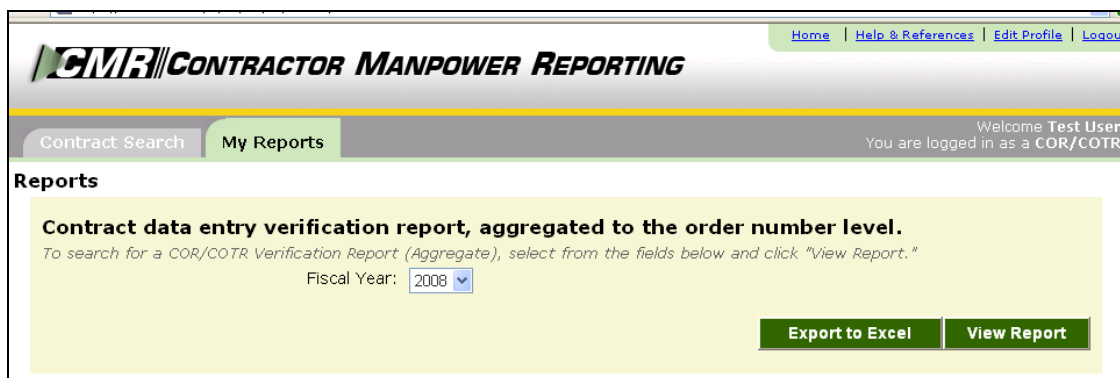 Home | Help & References | Edit Profile | Logou
CMR CONTRACTOR MANPOWER REPORTING
Contract Search My Reports
Welcome Test User
You are logged in as a COR/COTR
Reports
Contract data entry verification report, aggregated to the order number level.
To search for a COR/COTR Verification Report (Aggregate), select from the fields below and click "View Report."
Fiscal Year: 2008
Export to Excel View Report